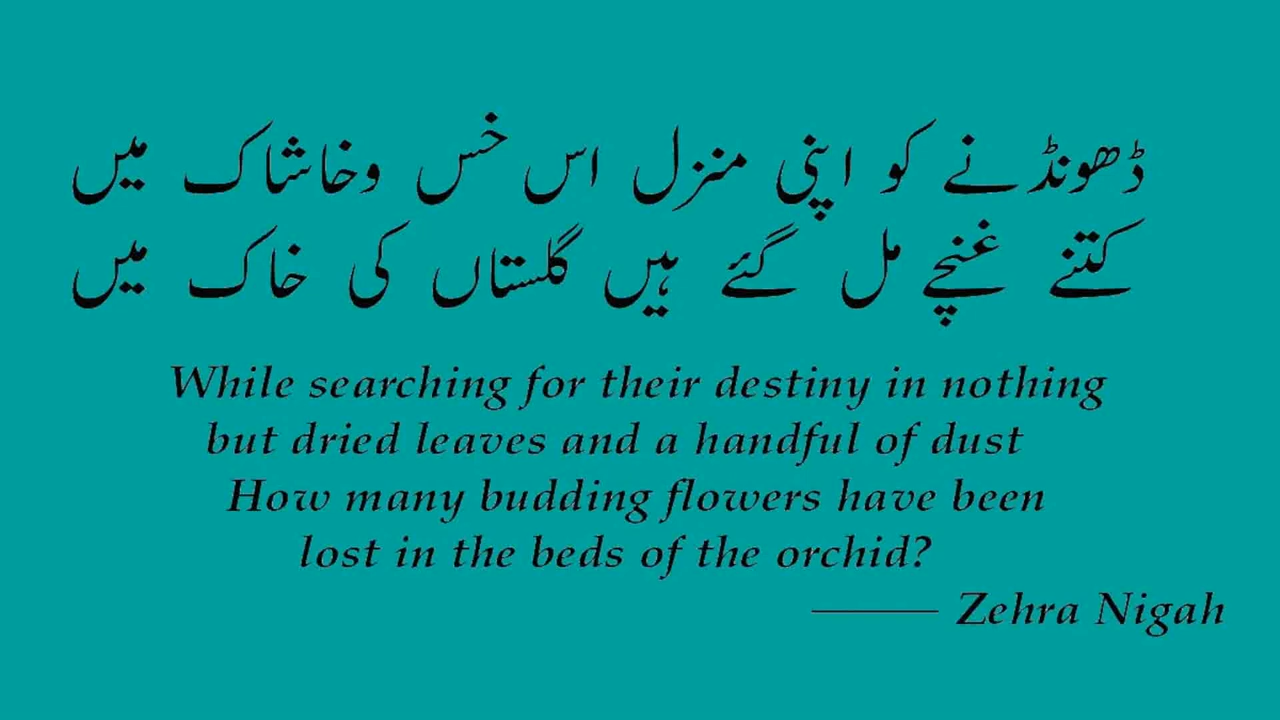 ڈھونڈنے کو اپنی منزل اس خس وخاشاک میں
کتنے غنچے مل گئے ہیں گلستاں کی خاک میں
While searching for their destiny in nothing
but dried leaves and a handful of dust
How many budding flowers have been
lost in the beds of the orchid?
——— Zehra Nigah